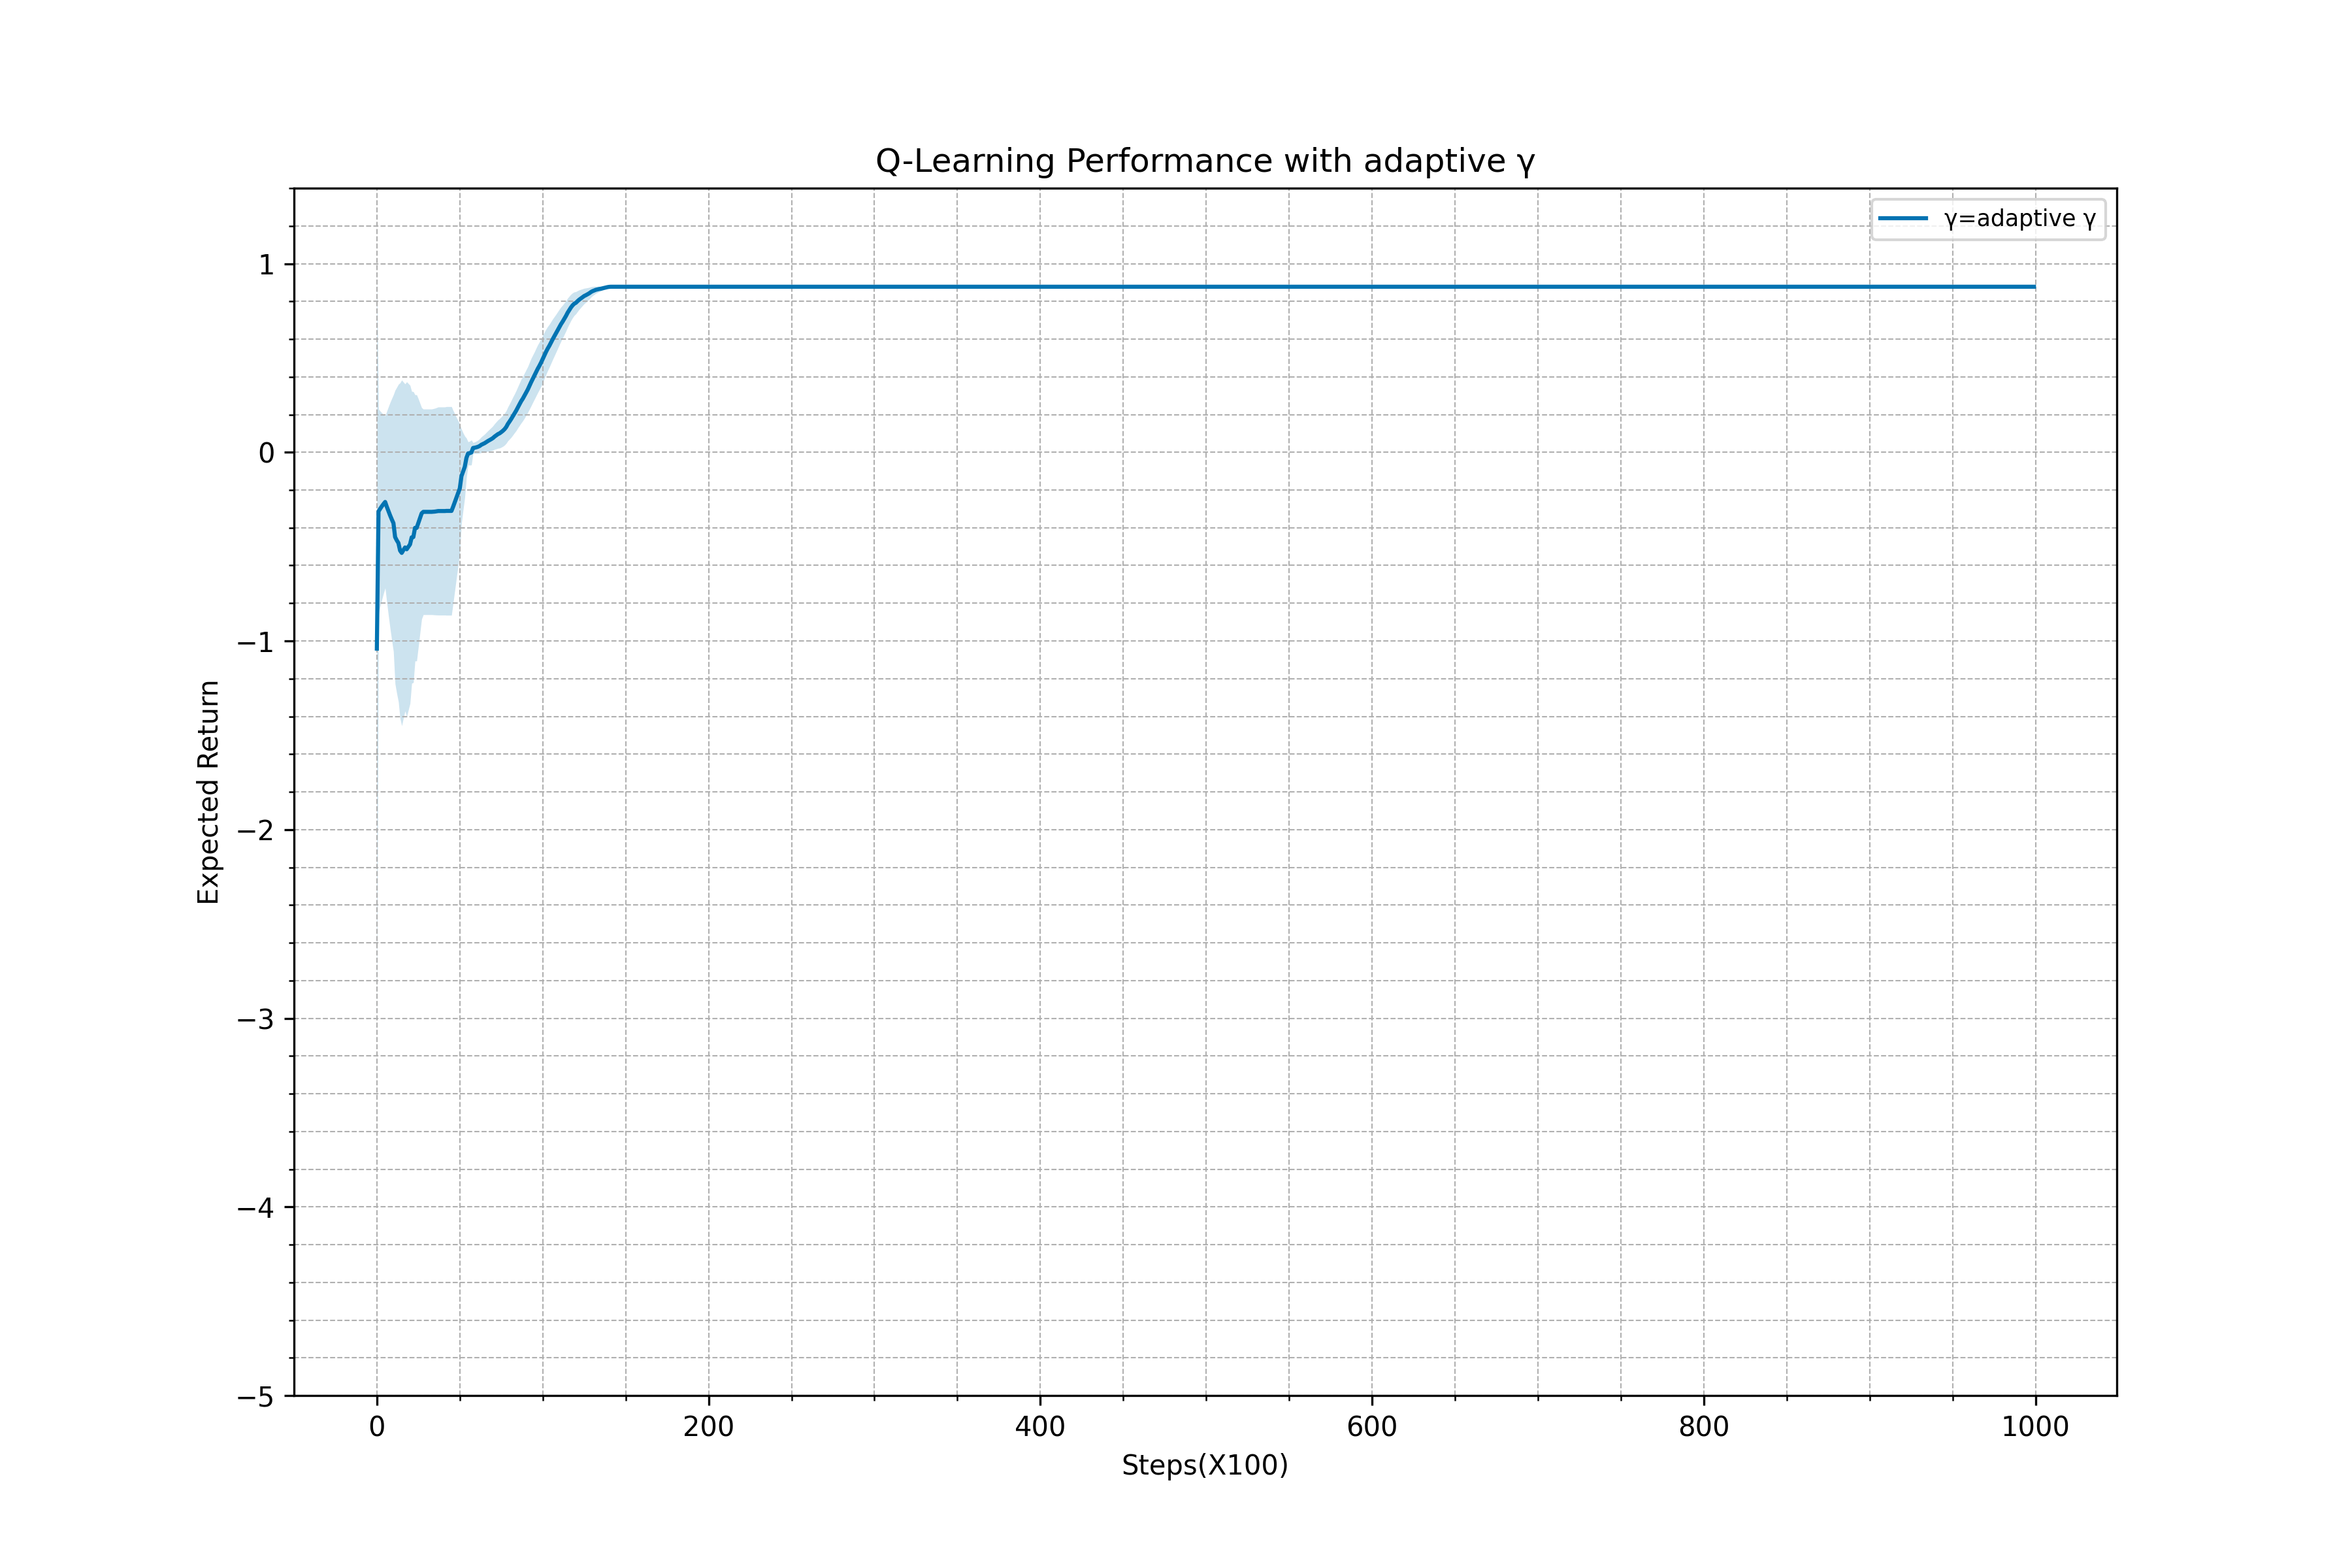 Q-Learning Performance with adaptive γ
γ=adaptive γ
Expected Return
1
0
−1
−2
−3
−4
−5
0 200 400 600 800 1000
Steps(X100)